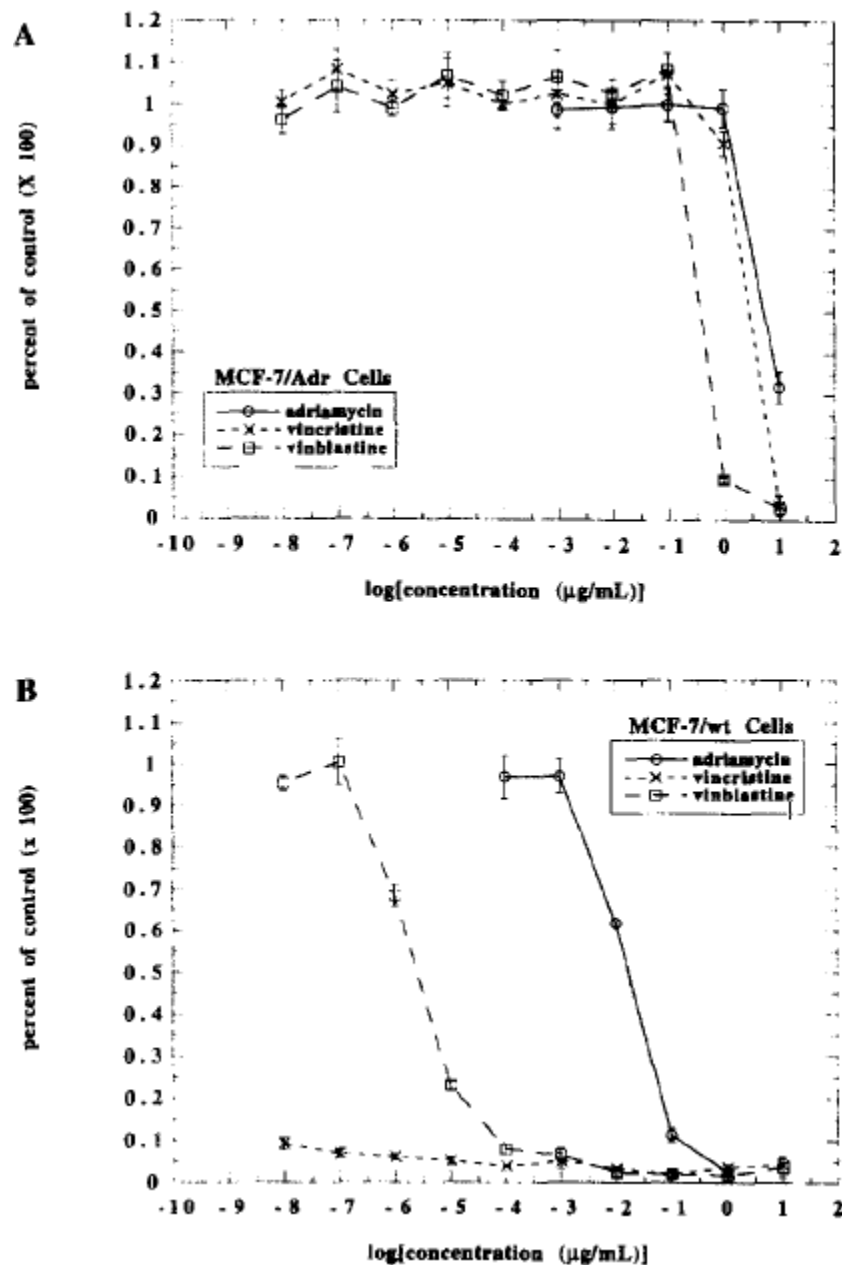 A
1.2
1.1
1
0.9
0.8
0.7
0.6
0.5
0.4
0.3
0.2
0.1
0
percent of control (X 100)
MCF-7/Adr Cells
adriamycin
vincristine
vinblastine
-10 -9 -8 -7 -6 -5 -4 -3 -2 -1 0 1 2
log[concentration (µg/mL)]
B
1.2
1.1
1
0.9
0.8
0.7
0.6
0.5
0.4
0.3
0.2
0.1
0
percent of control (x 100)
MCF-7/wt Cells
adriamycin
vincristine
vinblastine
-10 -9 -8 -7 -6 -5 -4 -3 -2 -1 0 1 2
log[concentration (µg/mL)]